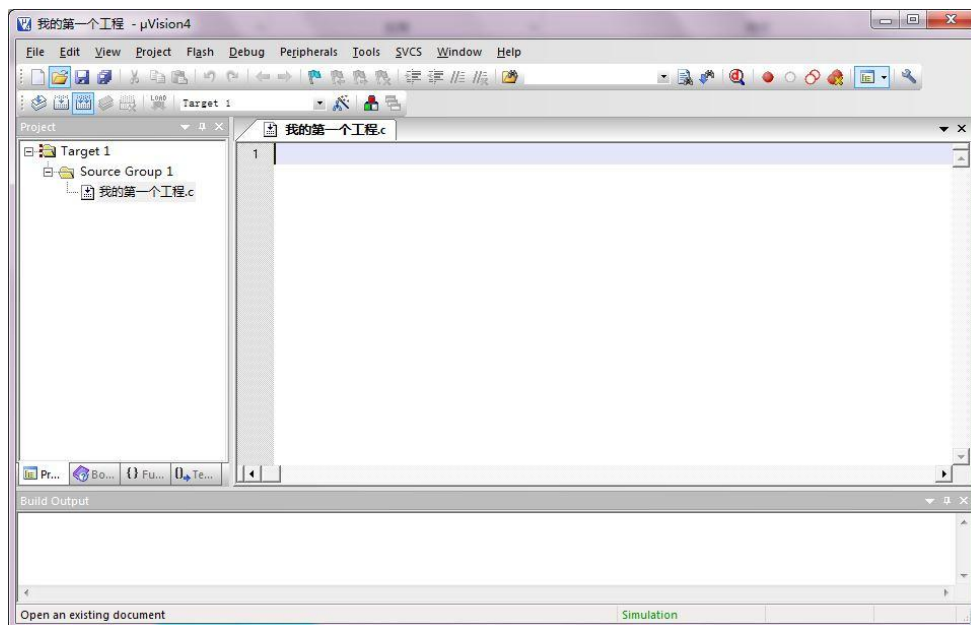 我的第一个工程 - µVision4
File Edit View Project Flash Debug Peripherals Tools SVCS Window Help
LOAD Target 1
Project
我的第一个工程.c
Target 1
1
Source Group 1
我的第一个工程.c
Pr... Bo... {} Fu... 0 Te...
Build Output
Open an existing document Simulation